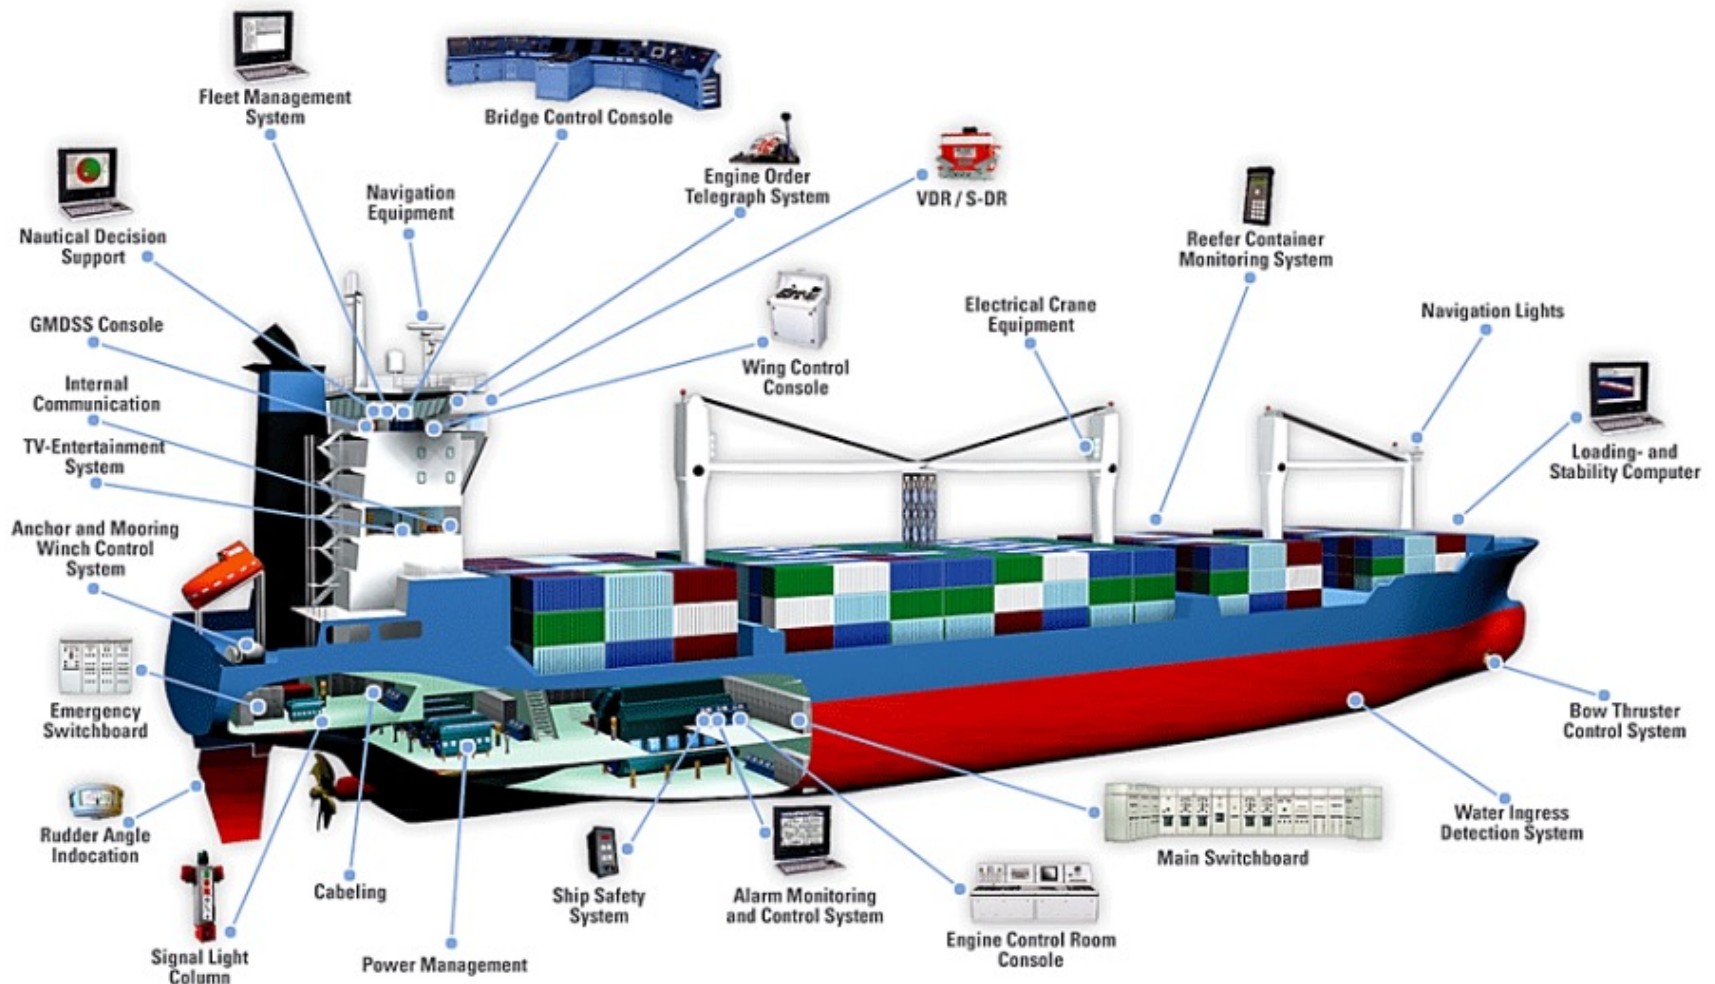 Fleet Management
System
Bridge Control Console
Engine Order
Telegraph System
VDR / S-DR
Navigation
Equipment
Nautical Decision
Support
Reefer Container
Monitoring System
GMDSS Console
Wing Control
Console
Electrical Crane
Equipment
Navigation Lights
Internal
Communication
TV-Entertainment
System
Loading- and
Stability Computer
Anchor and Mooring
Winch Control
System
Emergency
Switchboard
Bow Thruster
Control System
Rudder Angle
Indocation
Water Ingress
Detection System
Main Switchboard
Cabeling
Ship Safety
System
Alarm Monitoring
and Control System
Engine Control Room
Console
Signal Light
Column
Power Management